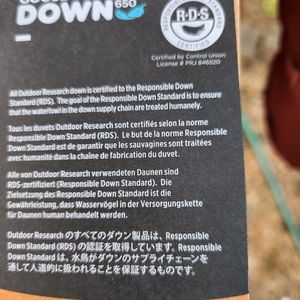 DOWN 650
R·D·S
RESPONSIBLE DOWN STANDARD
CERTIFIED
Certified by Control Union
License # PRJ 846520
All Outdoor Research down is certified to the Responsible Down
Standard (RDS). The goal of the Responsible Down Standard is to ensure
that the waterfowl in the down supply chain are treated humanely.
Tous les duvets Outdoor Research sont certifiés selon la norme
Responsible Down Standard (RDS). Le but de la norme Responsible
Down Standard est de garantir que les sauvagines sont traitées
avec humanité dans la chaîne de fabrication du duvet.
Alle von Outdoor Research verwendeten Daunen sind
RDS-zertifiziert (Responsible Down Standard). Die
Zielsetzung des Responsible Down Standard ist die
Gewährleistung, dass Wasservögel in der Versorgungskette
für Daunen human behandelt werden.
Outdoor Research のすべてのダウン製品は、Responsible
Down Standard (RDS) の認証を取得しています。Responsible
Down Standard は、水鳥がダウンのサプライチェーンを
通して人道的に扱われることを保証するものです。